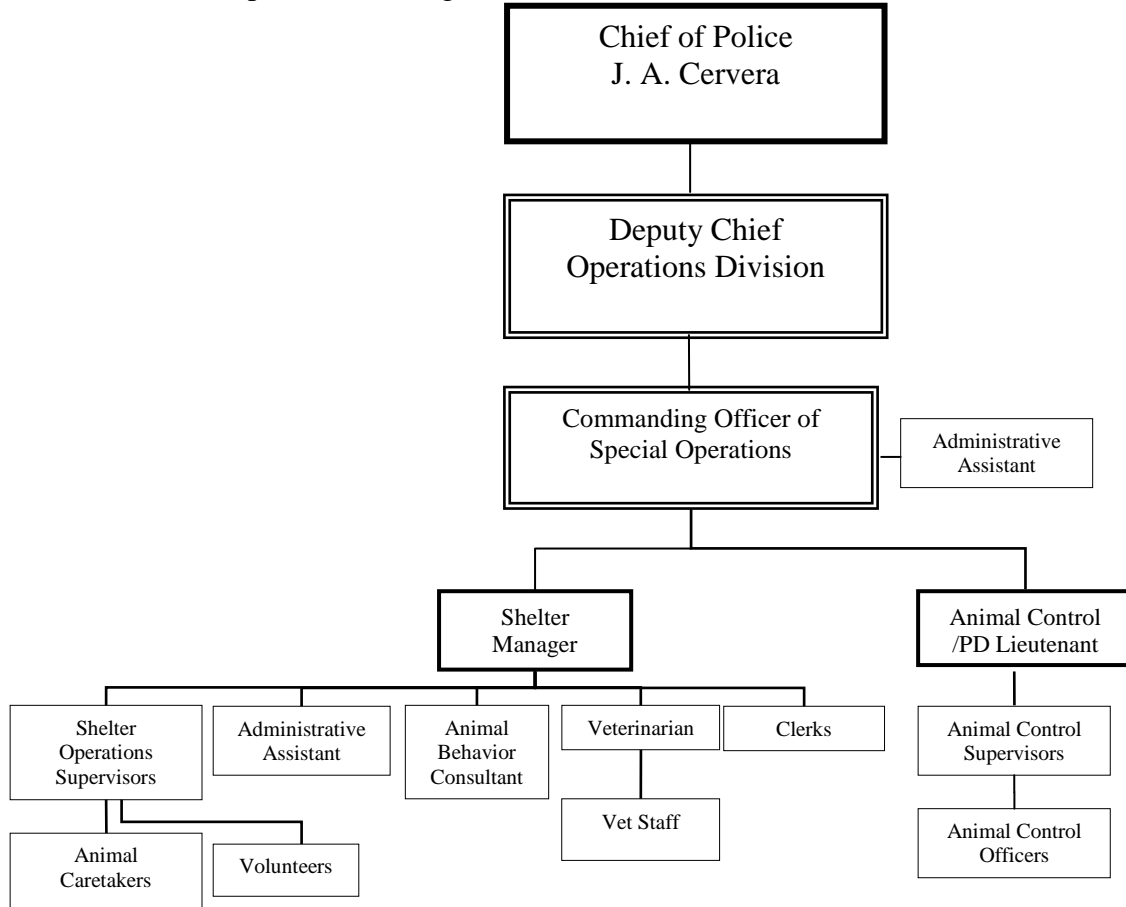 Chief of Police
J. A. Cervera
Deputy Chief
Operations Division
Commanding Officer of
Special Operations
Administrative
Assistant
Shelter
Manager
Animal Control
/PD Lieutenant
Shelter
Operations
Supervisors
Administrative
Assistant
Animal
Behavior
Consultant
Veterinarian
Clerks
Animal Control
Supervisors
Vet Staff
Animal
Caretakers
Volunteers
Animal Control
Officers